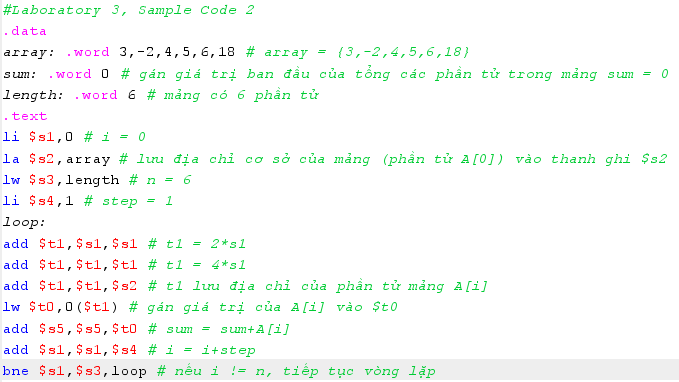 #Laboratory 3, Sample Code 2
.data
array: .word 3,-2,4,5,6,18 # array = {3,-2,4,5,6,18}
sum: .word 0 # gán giá trị ban đầu của tổng các phần tử trong mảng sum = 0
length: .word 6 # mảng có 6 phần tử
.text
li $s1,0 # i = 0
la $s2,array # lưu địa chỉ cơ sở của mảng (phần tử A[0]) vào thanh ghi $s2
lw $s3,length # n = 6
li $s4,1 # step = 1
loop:
add $t1,$s1,$s1 # t1 = 2*s1
add $t1,$t1,$t1 # t1 = 4*s1
add $t1,$t1,$s2 # t1 lưu địa chỉ của phần tử mảng A[i]
lw $t0,0($t1) # gán giá trị của A[i] vào $t0
add $s5,$s5,$t0 # sum = sum+A[i]
add $s1,$s1,$s4 # i = i+step
bne $s1,$s3,loop # nếu i != n, tiếp tục vòng lặp